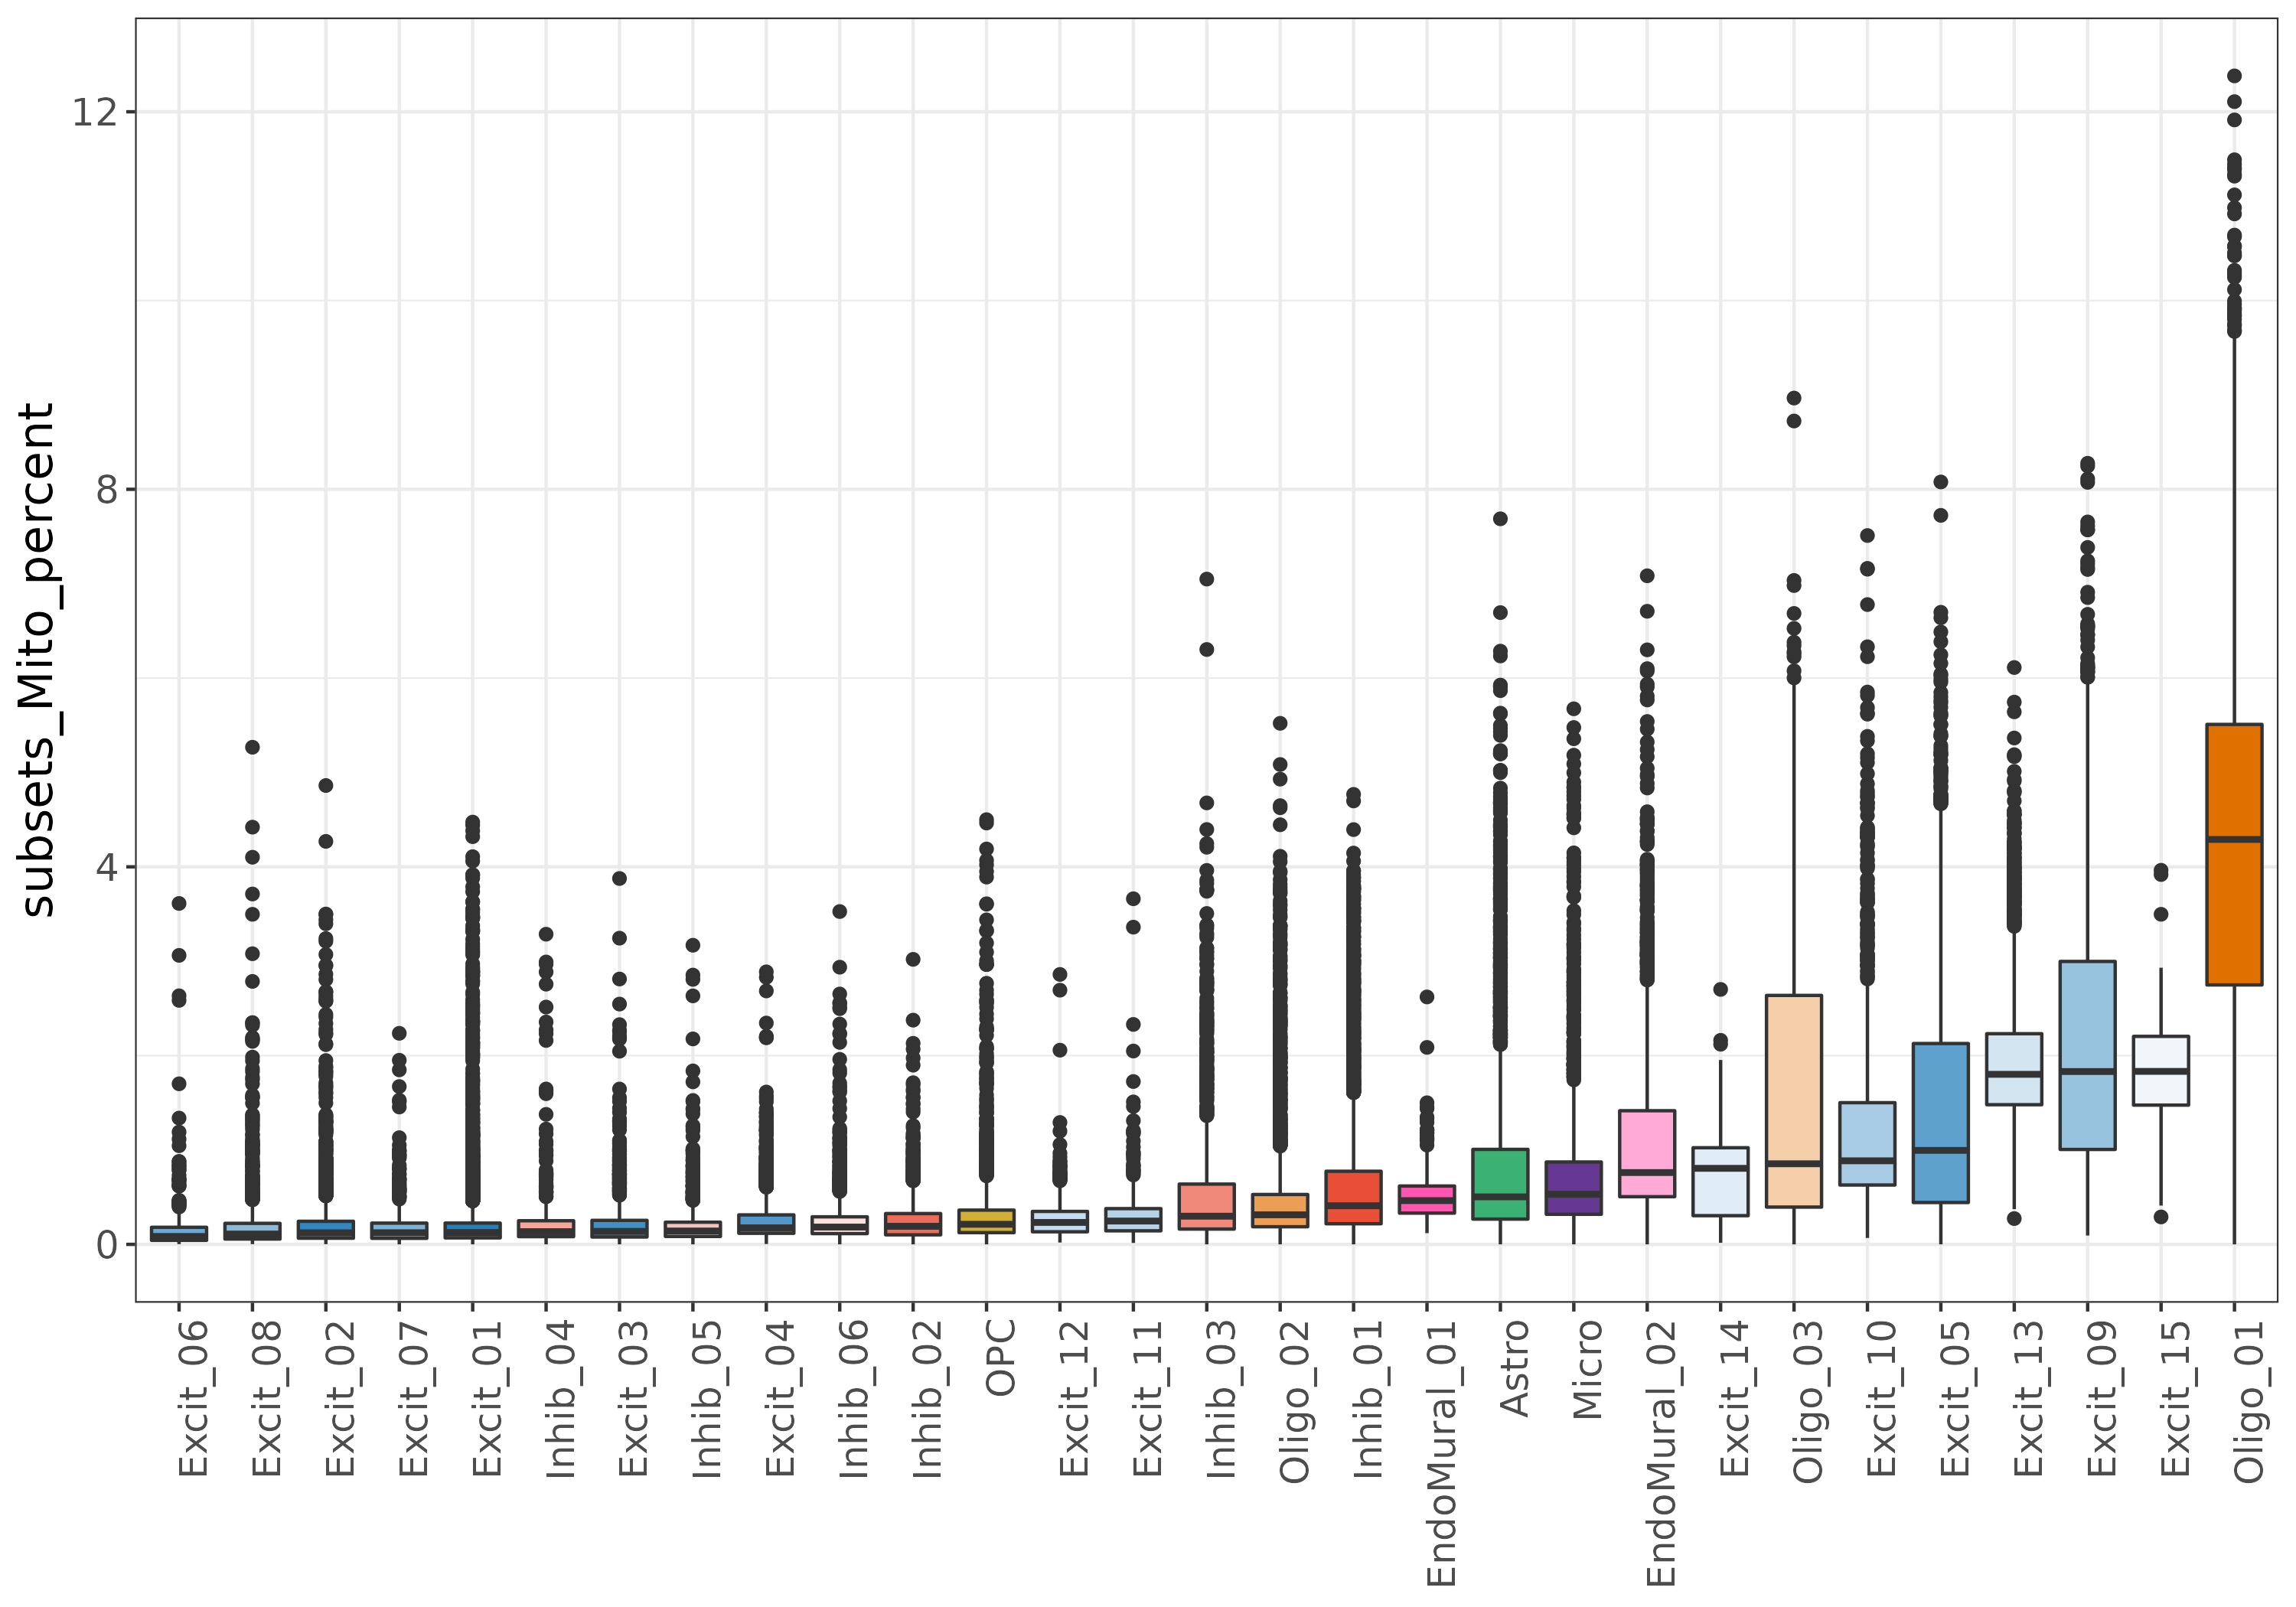 subsets_Mito_percent
12
8
4
0
Excit_06
Excit_08
Excit_02
Excit_07
Excit_01
Inhib_04
Excit_03
Inhib_05
Excit_04
Inhib_06
Inhib_02
OPC
Excit_12
Excit_11
Inhib_03
Oligo_02
Inhib_01
EndoMural_01
Astro
Micro
EndoMural_02
Excit_14
Oligo_03
Excit_10
Excit_05
Excit_13
Excit_09
Excit_15
Oligo_01